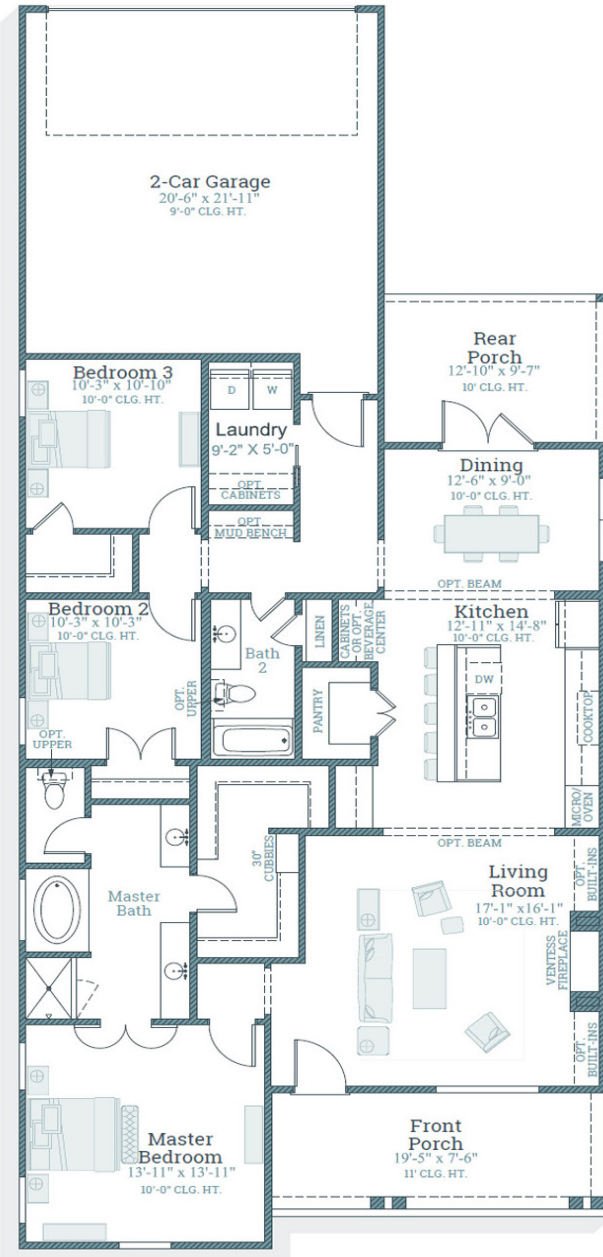 2-Car Garage
20'-6" x 21'-11"
9'-0" CLG. HT.
Rear
Porch
12'-10" x 9'-7"
10' CLG. HT.
Bedroom 3
10'-3" x 10'-10"
10'-0" CLG. HT.
D
W
Laundry
9'-2" X 5'-0"
OPT.
CABINETS
OPT.
MUD BENCH
Dining
12'-6" x 9'-0"
10'-0" CLG. HT.
OPT. BEAM
Bedroom 2
10'-3" x 10'-3"
10'-0" CLG. HT.
OPT.
UPPER
OPT.
UPPER
Bath
2
LINEN
CABINETS
OR OPT.
BEVERAGE
CENTER
PANTRY
Kitchen
12'-11" x 14'-8"
10'-0" CLG. HT.
DW
COOKTOP
MICRO/
OVEN
OPT. BEAM
30"
CUBBIES
Master
Bath
Living
Room
17'-1" x16'-1"
10'-0" CLG. HT.
OPT.
BUILT-INS
VENTESS
FIREPLACE
OPT.
BUILT-INS
Master
Bedroom
13'-11" x 13'-11"
10'-0" CLG. HT.
Front
Porch
19'-5" x 7'-6"
11' CLG. HT.